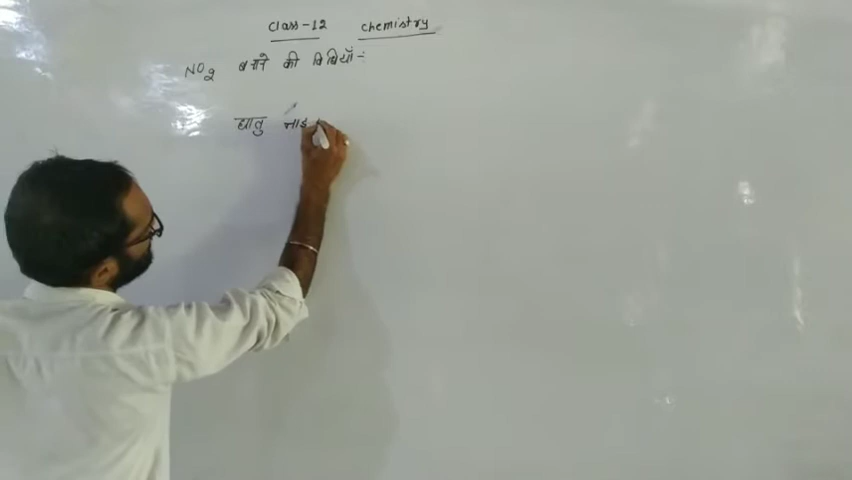 Class-12 Chemistry
NO2 बनाने की विधियाँ :-
धातु नाइ